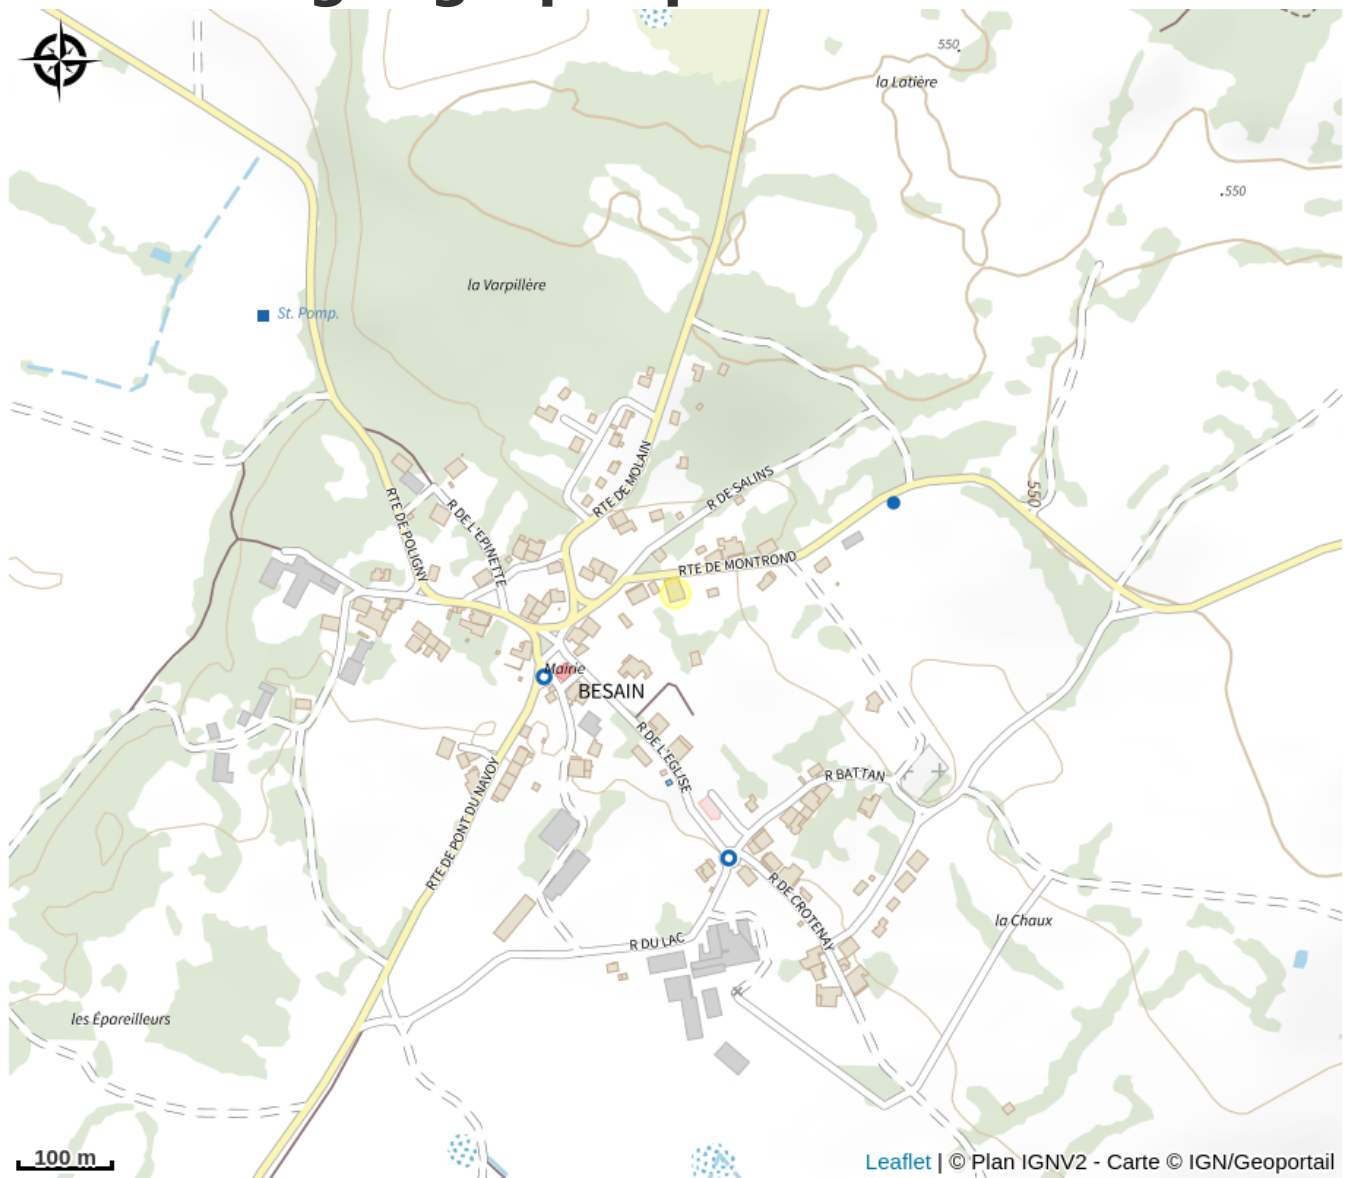 550
la Latière
550
la Varpillère
St. Pomp.
RTE DE MOLAIN
R DE SALINS
550
RTE DE POLIGNY
R DE L'EPINETTE
RTE DE MONTROND
Mairie
BESAIN
R DE L'EGLISE
R BATTAN
RTE DE PONT DU NAVOY
R DE CROTENAY
la Chaux
R DU LAC
les Époreilleurs
100 m
Leaflet | © Plan IGNV2 - Carte © IGN/Geoportail